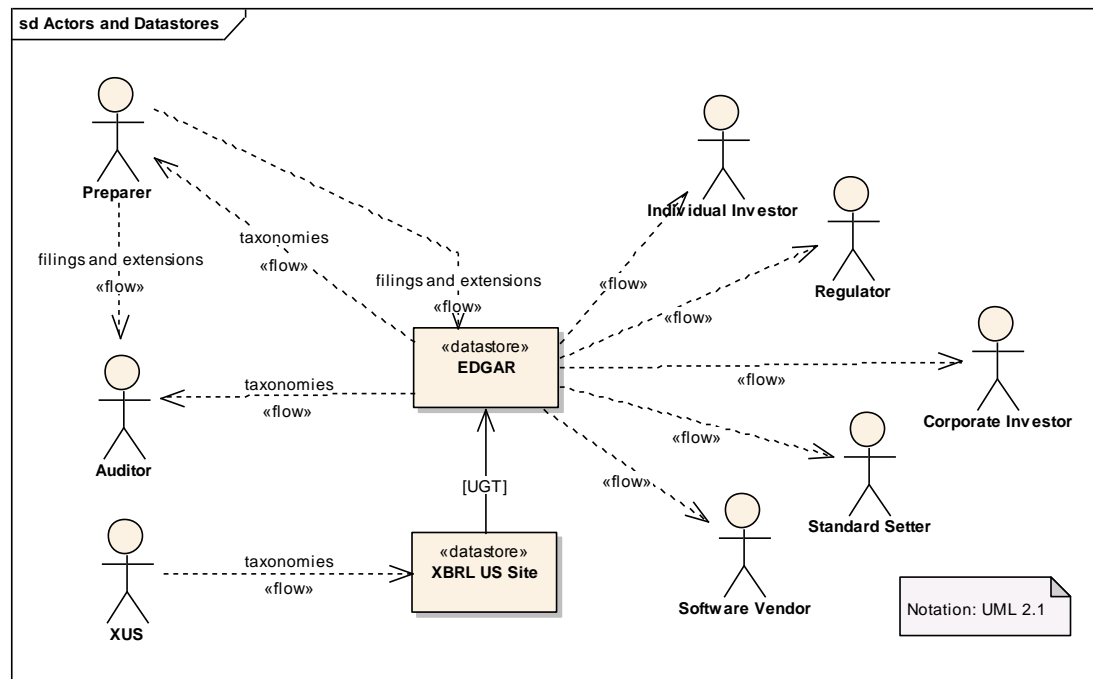 sd Actors and Datastores
Preparer
Individual Investor
taxonomies
«flow»
filings and extensions
«flow»
filings and extensions
«flow»
«flow»
Regulator
«flow»
«datastore»
EDGAR
«flow»
Corporate Investor
taxonomies
«flow»
Auditor
«flow»
Standard Setter
[UGT]
«flow»
Software Vendor
XUS
taxonomies
«flow»
«datastore»
XBRL US Site
Notation: UML 2.1